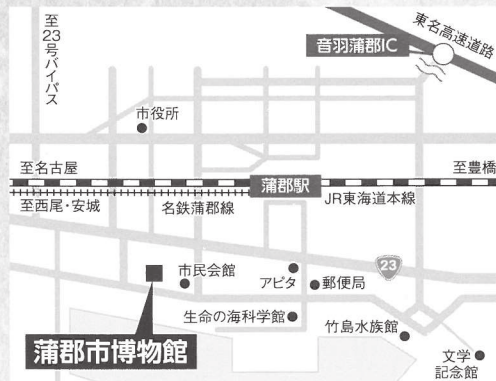 至23号バイパス
音羽蒲郡IC
東名高速道路
市役所
至名古屋
蒲郡駅
至豊橋
至西尾・安城
名鉄蒲郡線
JR東海道本線
23
市民会館
アピタ
郵便局
生命の海科学館
竹島水族館
蒲郡市博物館
文学
記念館